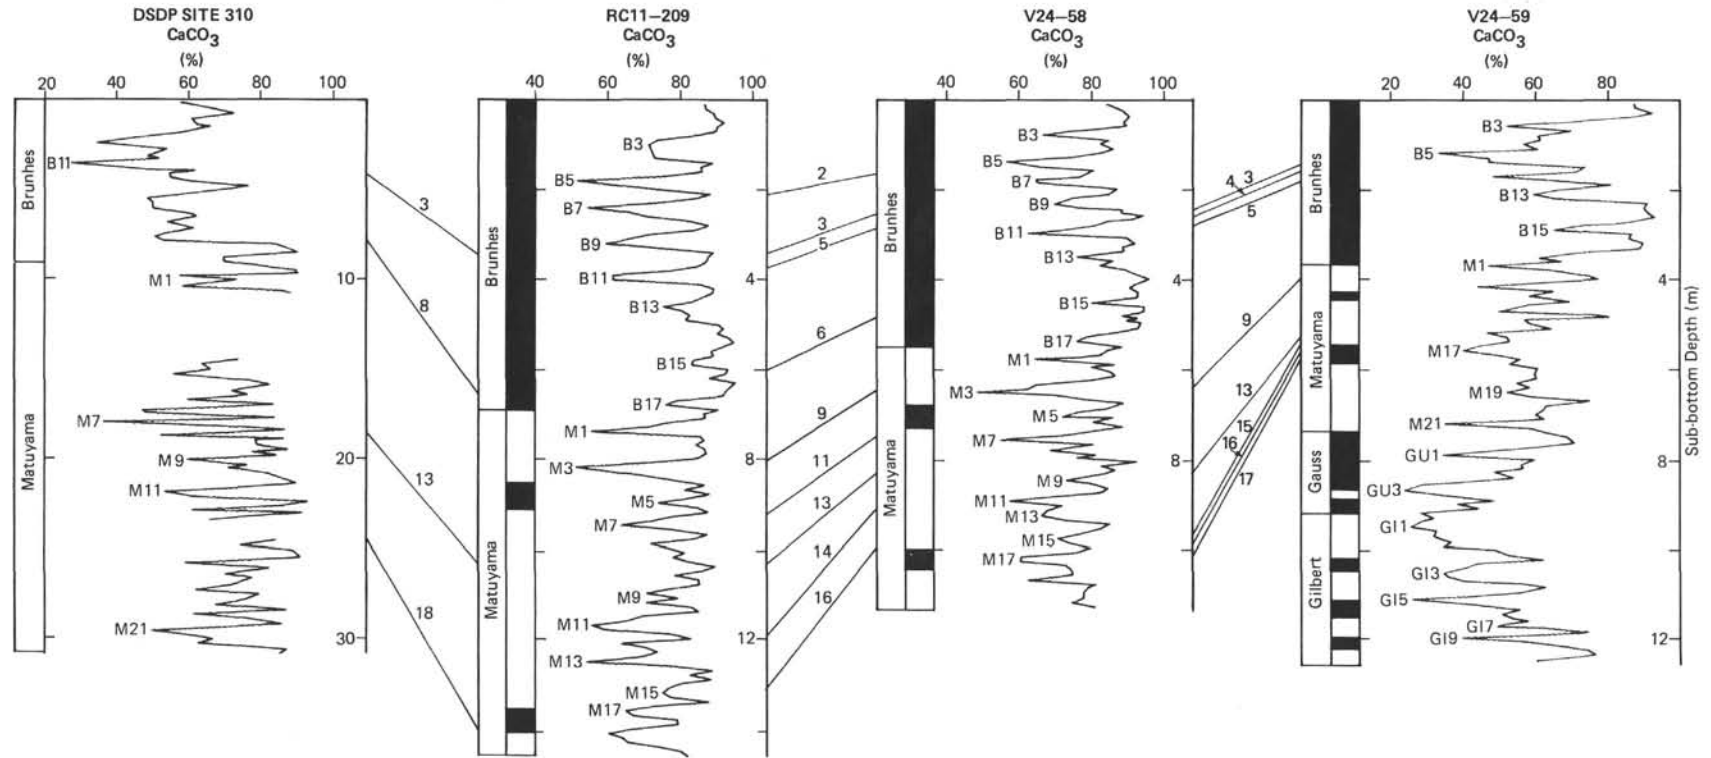 DSDP SITE 310
CaCO3
(%)
20 40 60 80 100
Brunhes
Matuyama
B11
M1
M7
M9
M11
M21
10
20
30
3
8
13
18
RC11–209
CaCO3
(%)
40 60 80 100
Brunhes
Matuyama
B3
B5
B7
B9
B11
B13
B15
B17
M1
M3
M5
M7
M9
M11
M13
M15
M17
4
8
12
2
3
5
6
9
11
13
14
16
V24–58
CaCO3
(%)
40 60 80 100
Brunhes
Matuyama
B3
B5
B7
B9
B11
B13
B15
B17
M1
M3
M5
M7
M9
M11
M13
M15
M17
4
8
3
4
5
9
13
15
16
17
V24–59
CaCO3
(%)
20 40 60 80
Brunhes
Matuyama
Gauss
Gilbert
B3
B5
B13
B15
M1
M17
M19
M21
GU1
GU3
GI1
GI3
GI5
GI7
GI9
4
8
12
Sub-bottom Depth (m)